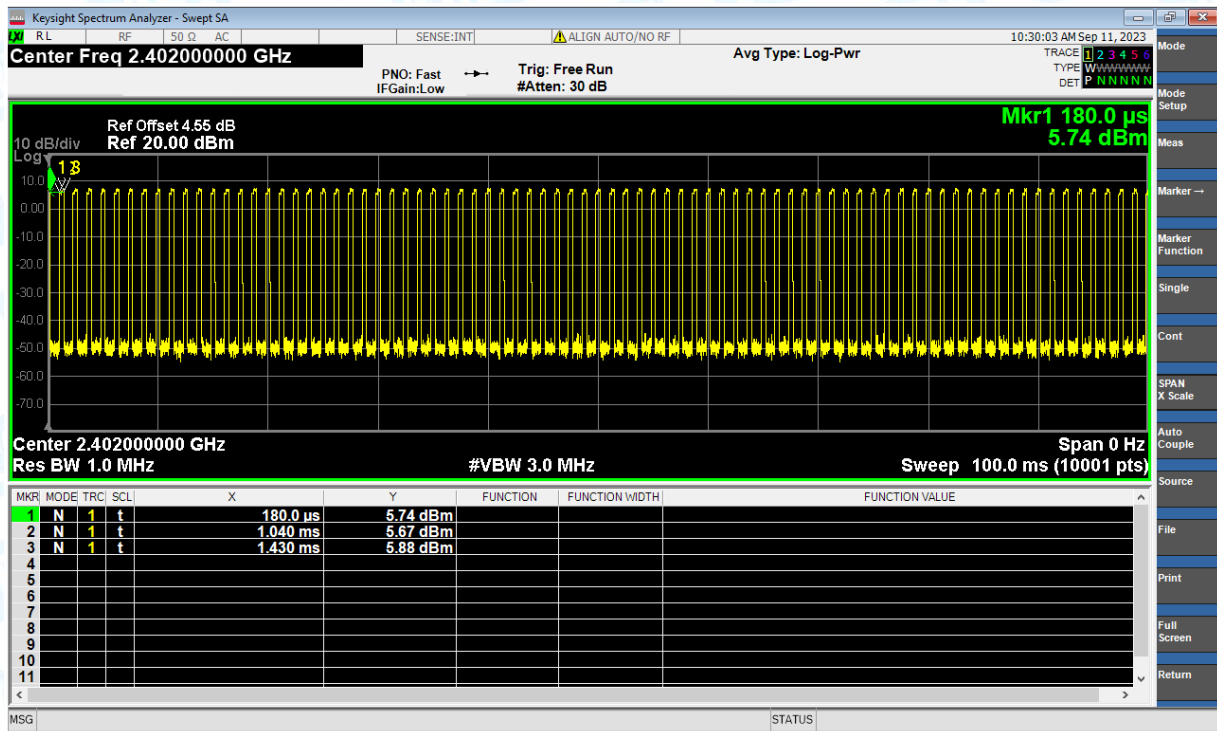 Keysight Spectrum Analyzer - Swept SA
LXI RL RF 50 Ω AC SENSE:INT ALIGN AUTO/NO RF 10:30:03 AM Sep 11, 2023
Center Freq 2.402000000 GHz Avg Type: Log-Pwr TRACE 1 2 3 4 5 6
TYPE WWWWWW
PNO: Fast Trig: Free Run
IFGain:Low #Atten: 30 dB DET P N N N N N
Mode
Mode Setup
Meas
Marker →
Marker Function
Single
Cont
SPAN X Scale
Auto Couple
Source
File
Print
Full Screen
Return
Mkr1 180.0 µs
5.74 dBm
Ref Offset 4.55 dB
10 dB/div Ref 20.00 dBm
Log
1 2 3
10.0
0.00
-10.0
-20.0
-30.0
-40.0
-50.0
-60.0
-70.0
Center 2.402000000 GHz Span 0 Hz
Res BW 1.0 MHz #VBW 3.0 MHz Sweep 100.0 ms (10001 pts)
MKR MODE TRC SCL X Y FUNCTION FUNCTION WIDTH FUNCTION VALUE
1 N 1 t 180.0 µs 5.74 dBm
2 N 1 t 1.040 ms 5.67 dBm
3 N 1 t 1.430 ms 5.88 dBm
4
5
6
7
8
9
10
11
MSG STATUS